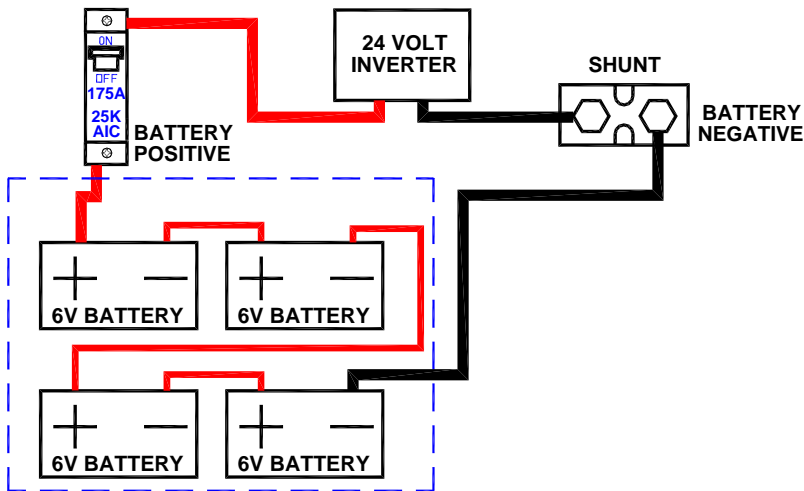 ON
OFF
175A
25K
AIC
BATTERY
POSITIVE
24 VOLT
INVERTER
SHUNT
BATTERY
NEGATIVE
6V BATTERY
6V BATTERY
6V BATTERY
6V BATTERY